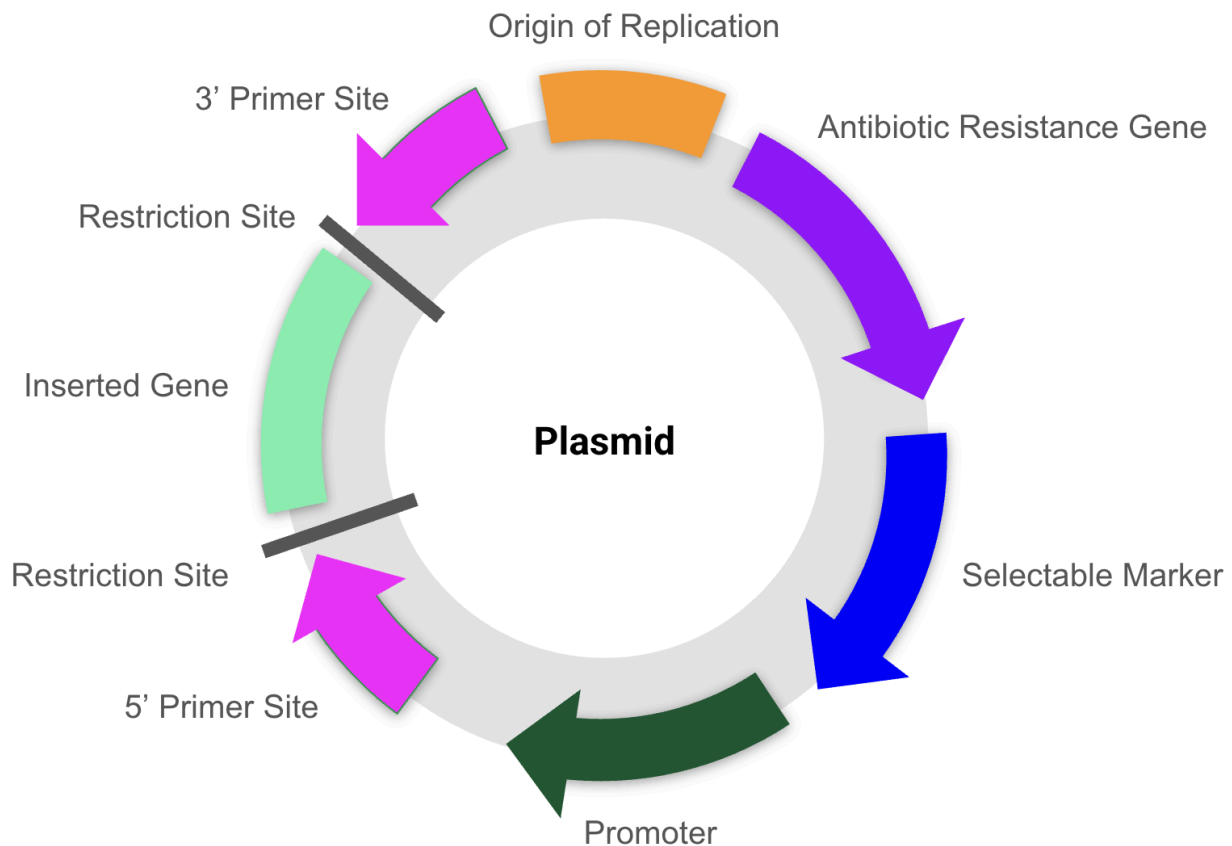 Origin of Replication
3’ Primer Site
Antibiotic Resistance Gene
Restriction Site
Inserted Gene
Plasmid
Restriction Site
Selectable Marker
5’ Primer Site
Promoter